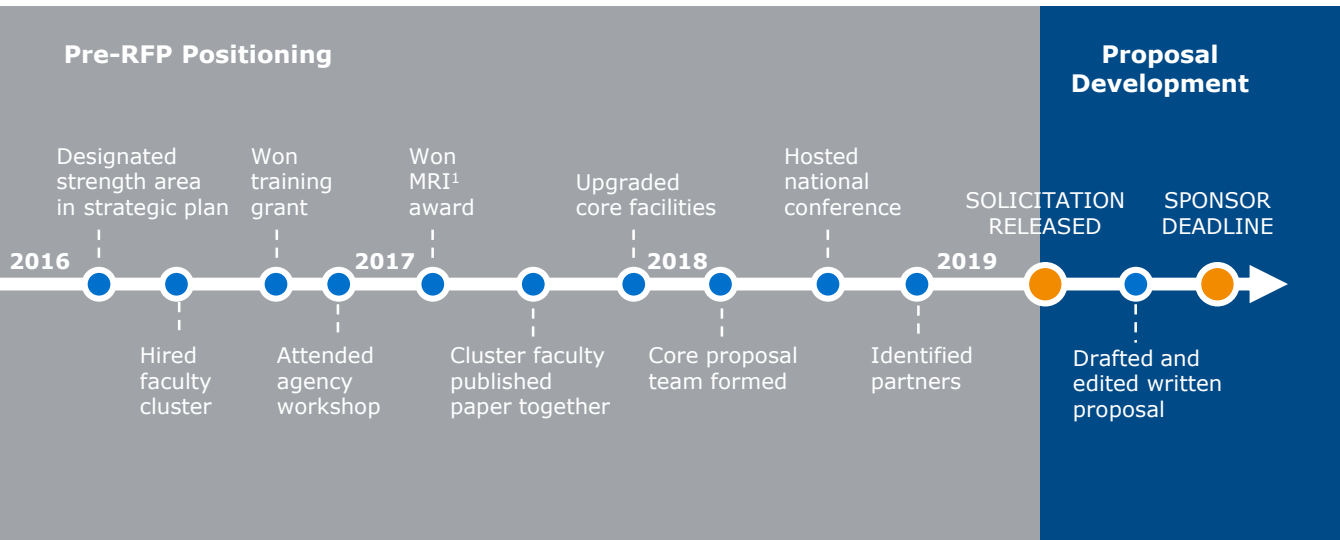 Pre-RFP Positioning
Proposal
Development
Designated
strength area
in strategic plan
Won
training
grant
Won
MRI¹
award
Upgraded
core facilities
Hosted
national
conference
SOLICITATION
RELEASED
SPONSOR
DEADLINE
2016
2017
2018
2019
Hired
faculty
cluster
Attended
agency
workshop
Cluster faculty
published
paper together
Core proposal
team formed
Identified
partners
Drafted and
edited written
proposal